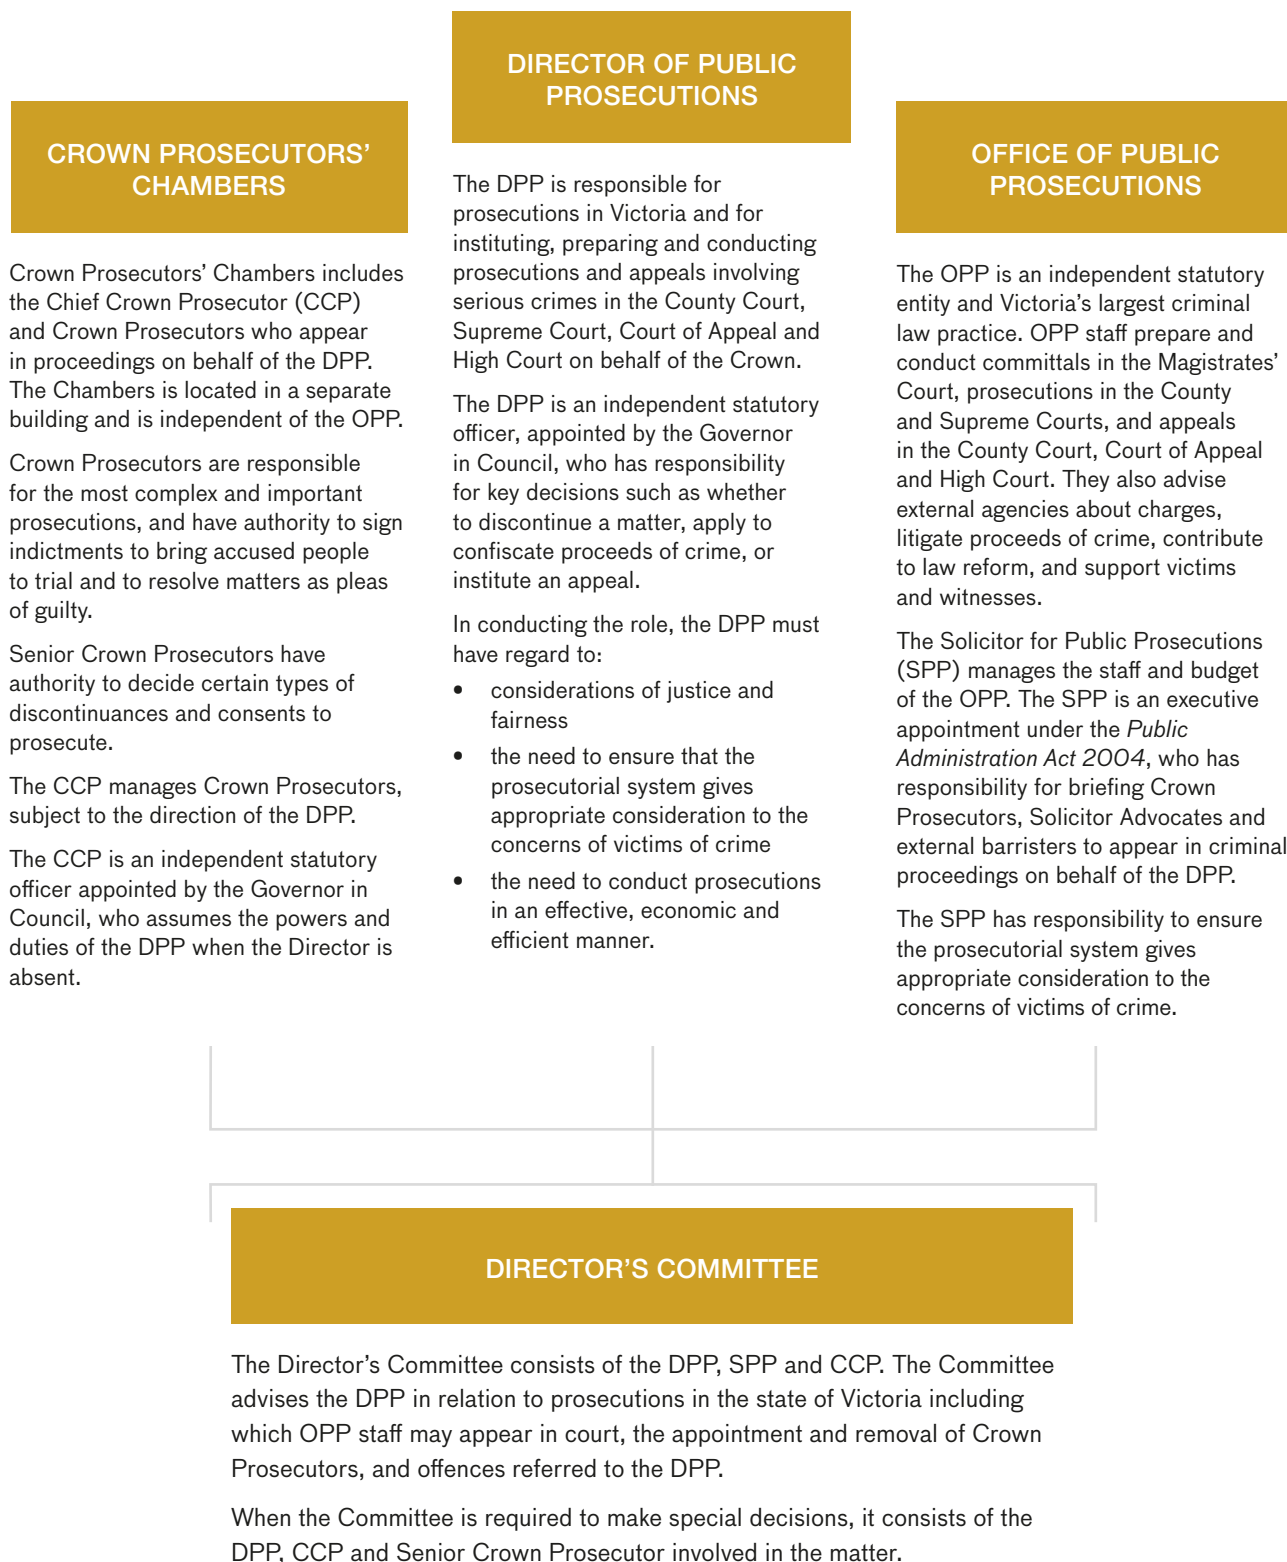 CROWN PROSECUTORS’
CHAMBERS
Crown Prosecutors’ Chambers includes
the Chief Crown Prosecutor (CCP)
and Crown Prosecutors who appear
in proceedings on behalf of the DPP.
The Chambers is located in a separate
building and is independent of the OPP.
Crown Prosecutors are responsible
for the most complex and important
prosecutions, and have authority to sign
indictments to bring accused people
to trial and to resolve matters as pleas
of guilty.
Senior Crown Prosecutors have
authority to decide certain types of
discontinuances and consents to
prosecute.
The CCP manages Crown Prosecutors,
subject to the direction of the DPP.
The CCP is an independent statutory
officer appointed by the Governor in
Council, who assumes the powers and
duties of the DPP when the Director is
absent.
DIRECTOR OF PUBLIC
PROSECUTIONS
The DPP is responsible for
prosecutions in Victoria and for
instituting, preparing and conducting
prosecutions and appeals involving
serious crimes in the County Court,
Supreme Court, Court of Appeal and
High Court on behalf of the Crown.
The DPP is an independent statutory
officer, appointed by the Governor
in Council, who has responsibility
for key decisions such as whether
to discontinue a matter, apply to
confiscate proceeds of crime, or
institute an appeal.
In conducting the role, the DPP must
have regard to:
• considerations of justice and
fairness
• the need to ensure that the
prosecutorial system gives
appropriate consideration to the
concerns of victims of crime
• the need to conduct prosecutions
in an effective, economic and
efficient manner.
OFFICE OF PUBLIC
PROSECUTIONS
The OPP is an independent statutory
entity and Victoria’s largest criminal
law practice. OPP staff prepare and
conduct committals in the Magistrates’
Court, prosecutions in the County
and Supreme Courts, and appeals
in the County Court, Court of Appeal
and High Court. They also advise
external agencies about charges,
litigate proceeds of crime, contribute
to law reform, and support victims
and witnesses.
The Solicitor for Public Prosecutions
(SPP) manages the staff and budget
of the OPP. The SPP is an executive
appointment under the Public
Administration Act 2004, who has
responsibility for briefing Crown
Prosecutors, Solicitor Advocates and
external barristers to appear in criminal
proceedings on behalf of the DPP.
The SPP has responsibility to ensure
the prosecutorial system gives
appropriate consideration to the
concerns of victims of crime.
DIRECTOR’S COMMITTEE
The Director’s Committee consists of the DPP, SPP and CCP. The Committee
advises the DPP in relation to prosecutions in the state of Victoria including
which OPP staff may appear in court, the appointment and removal of Crown
Prosecutors, and offences referred to the DPP.
When the Committee is required to make special decisions, it consists of the
DPP, CCP and Senior Crown Prosecutor involved in the matter.